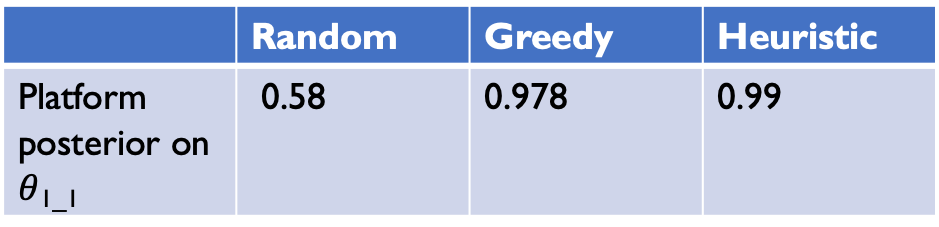 Random Greedy Heuristic
Platform 0.58 0.978 0.99
posterior on
θ1_1